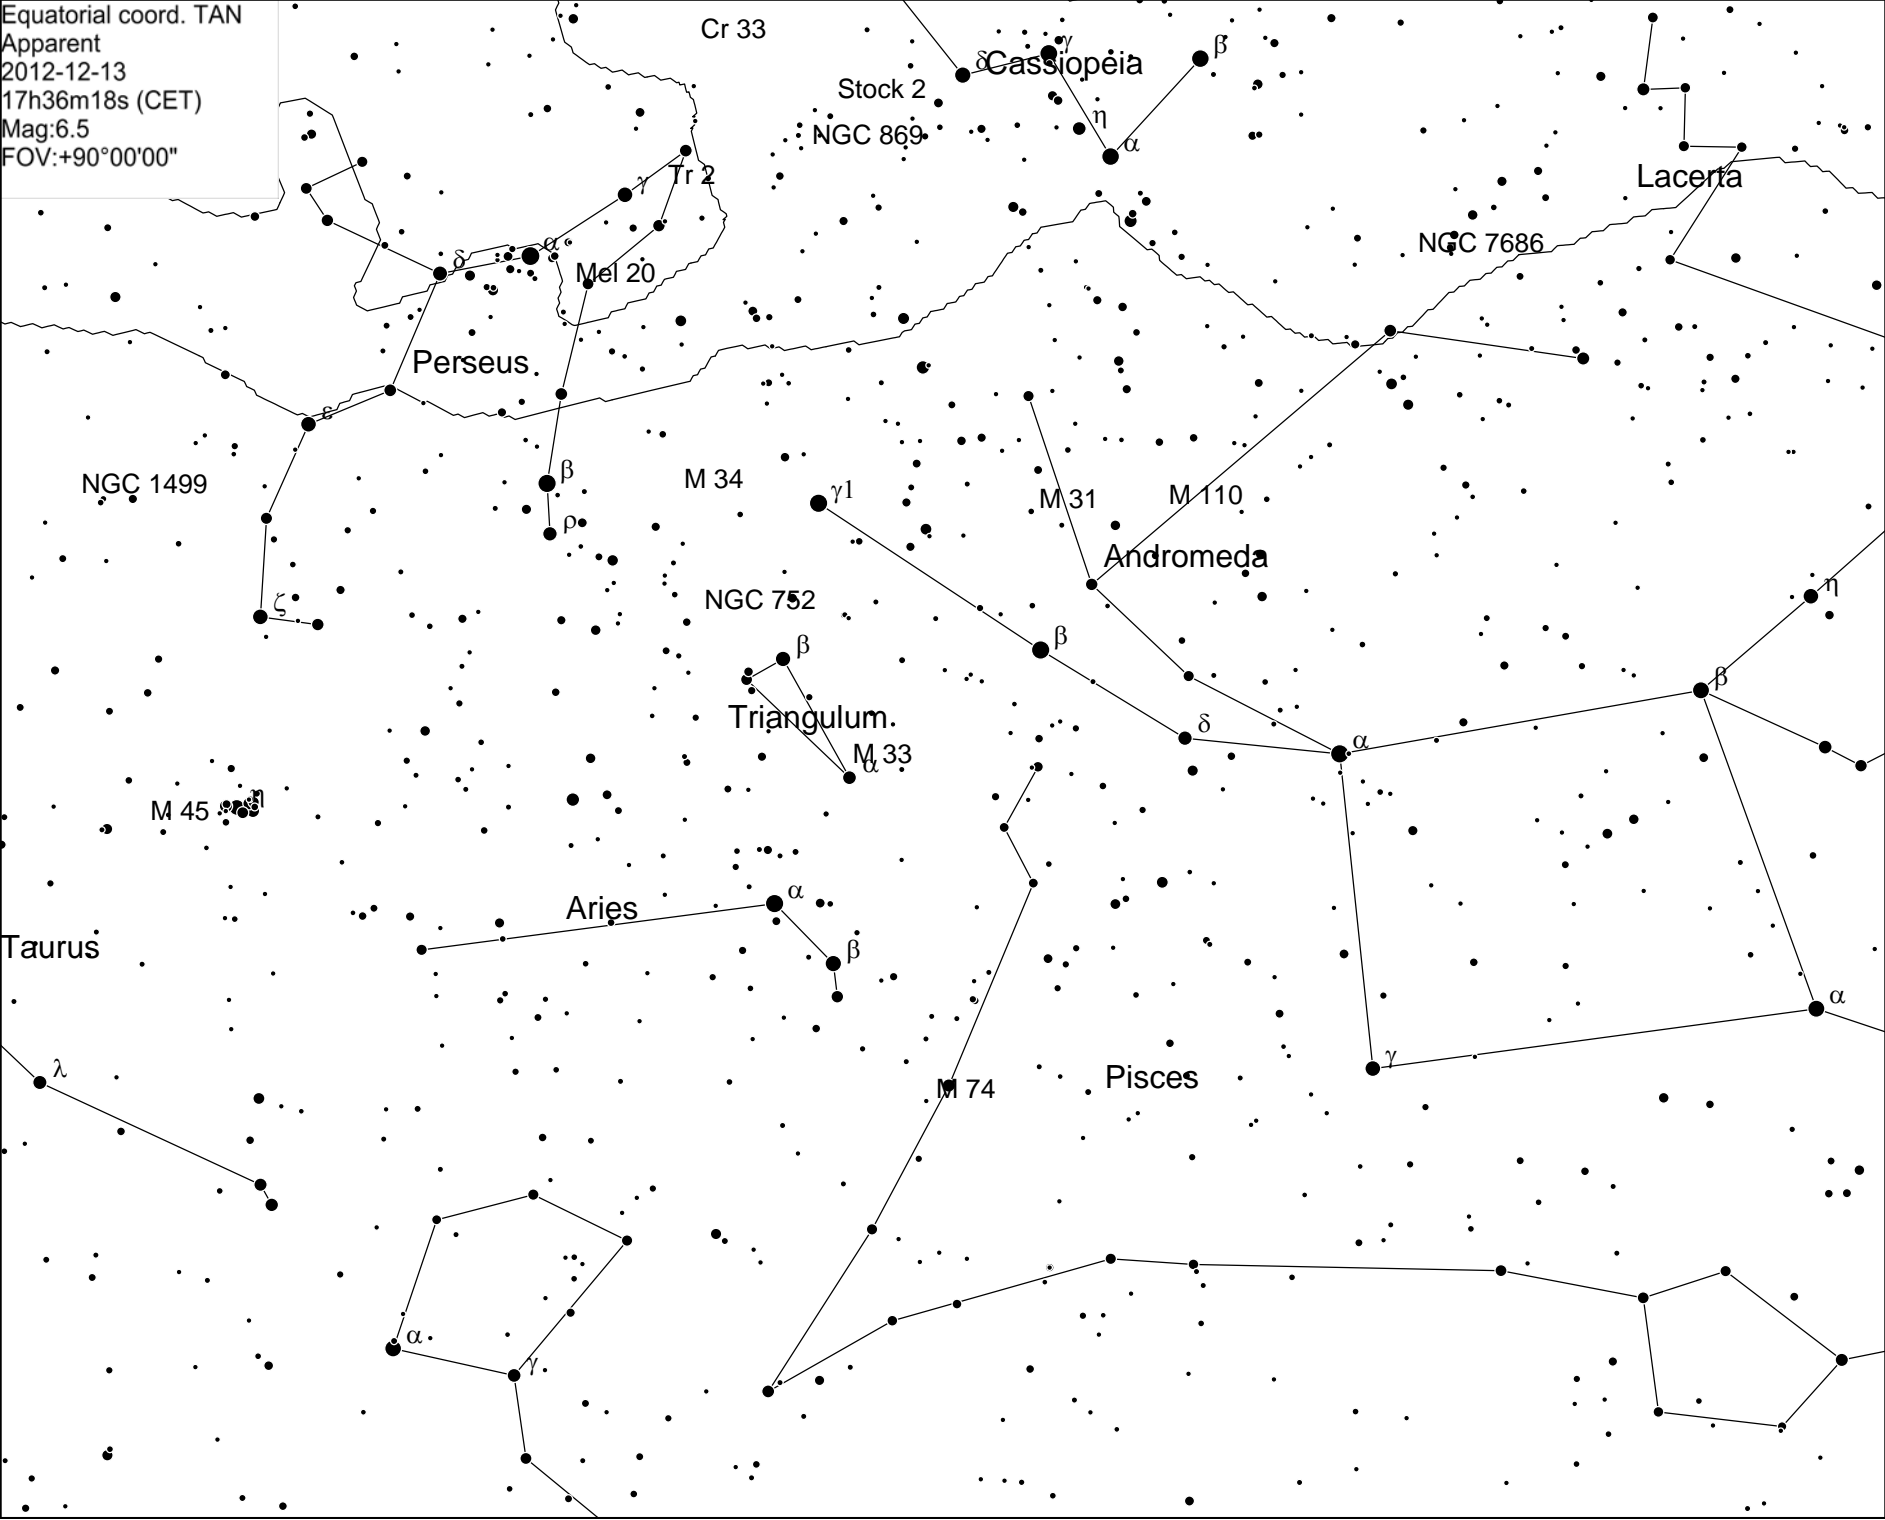 Equatorial coord. TAN
Apparent
2012-12-13
17h36m18s (CET)
Mag:6.5
FOV:+90°00'00"
Cr 33
γ
β
δ
Cassiopeia
Stock 2
η
NGC 869
α
Tr 2
γ
Lacerta
α
NGC 7686
δ
Mel 20
Perseus
ε
β
M 34
NGC 1499
γ1
M 31
M 110
ρ
Andromeda
η
ζ
NGC 752
β
β
β
Triangulum
δ
α
M 33
α
η
M 45
α
Aries
Taurus
β
α
γ
λ
M 74
Pisces
α
γ